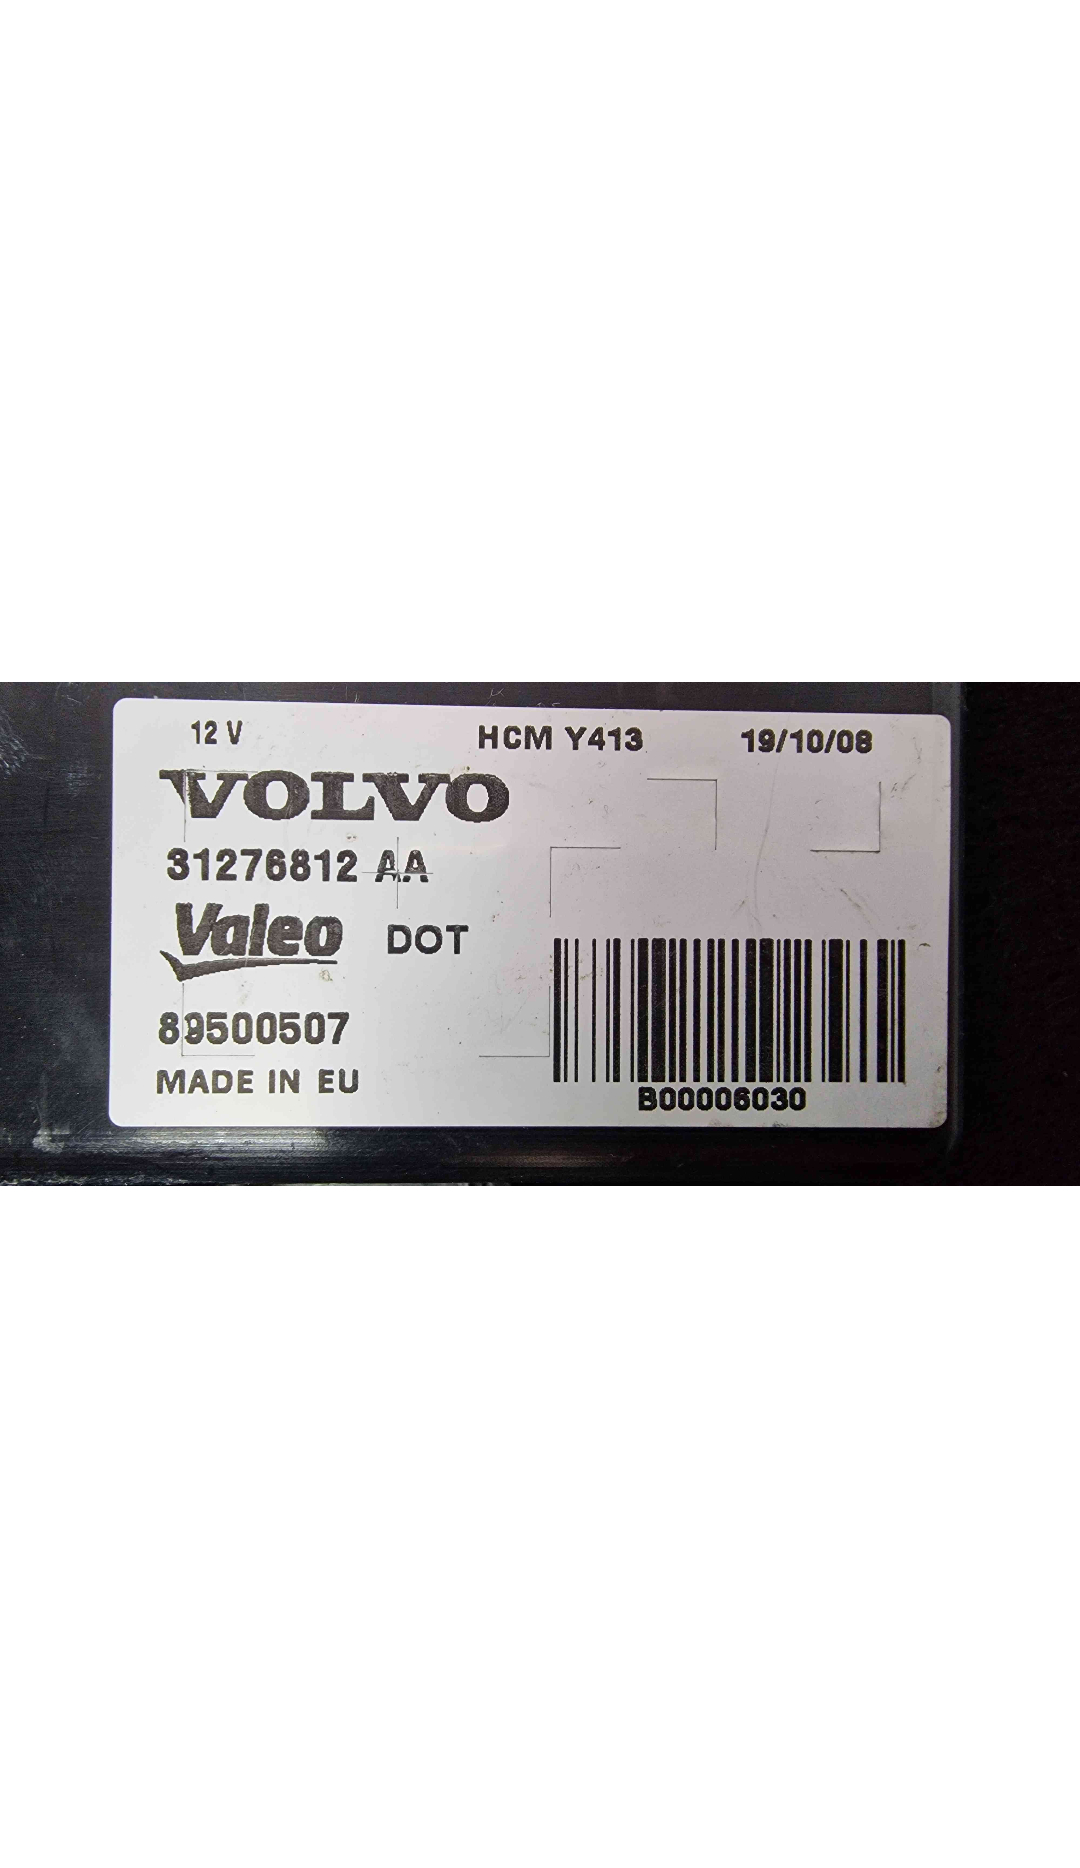 12 V HCM Y413 19/10/08
VOLVO
31276812 AA
Valeo DOT
89500507
MADE IN EU
B00006030